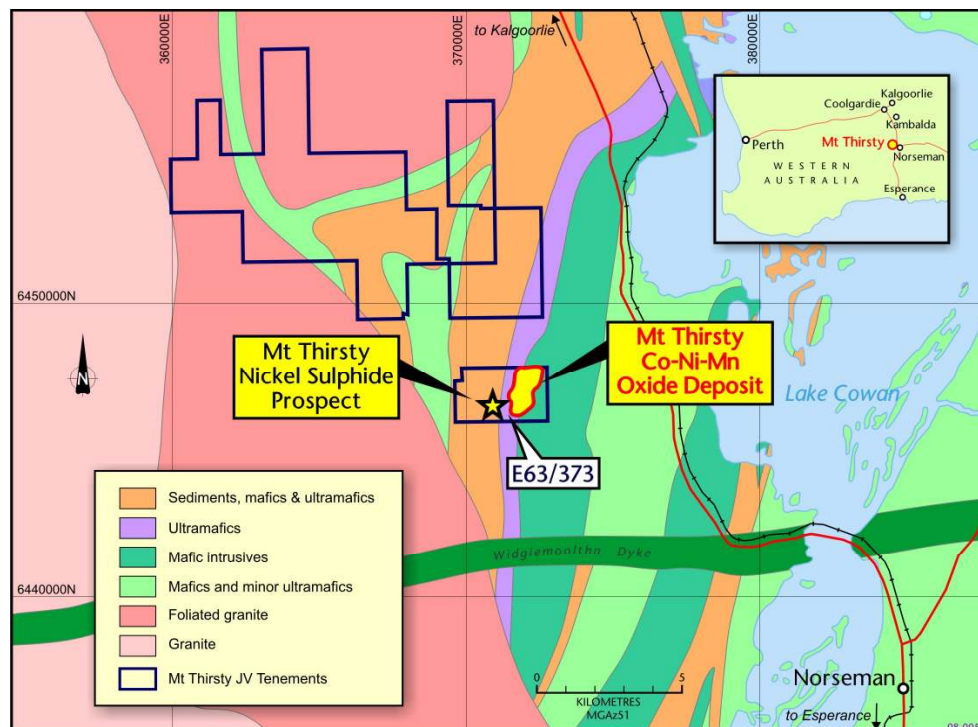 360000E
370000E
380000E
to Kalgoorlie
Kalgoorlie
Coolgardie
Kambalda
Mt Thirsty
Perth
Norseman
WESTERN
AUSTRALIA
Esperance
6450000N
N
Mt Thirsty
Nickel Sulphide
Prospect
Mt Thirsty
Co-Ni-Mn
Oxide Deposit
Lake Cowan
E63/373
Sediments, mafics & ultramafics
Ultramafics
Mafic intrusives
Mafics and minor ultramafics
Foliated granite
Granite
Mt Thirsty JV Tenements
Widgiemonltha Dyke
6440000N
0 5
KILOMETRES
MGAz51
Norseman
to Esperance